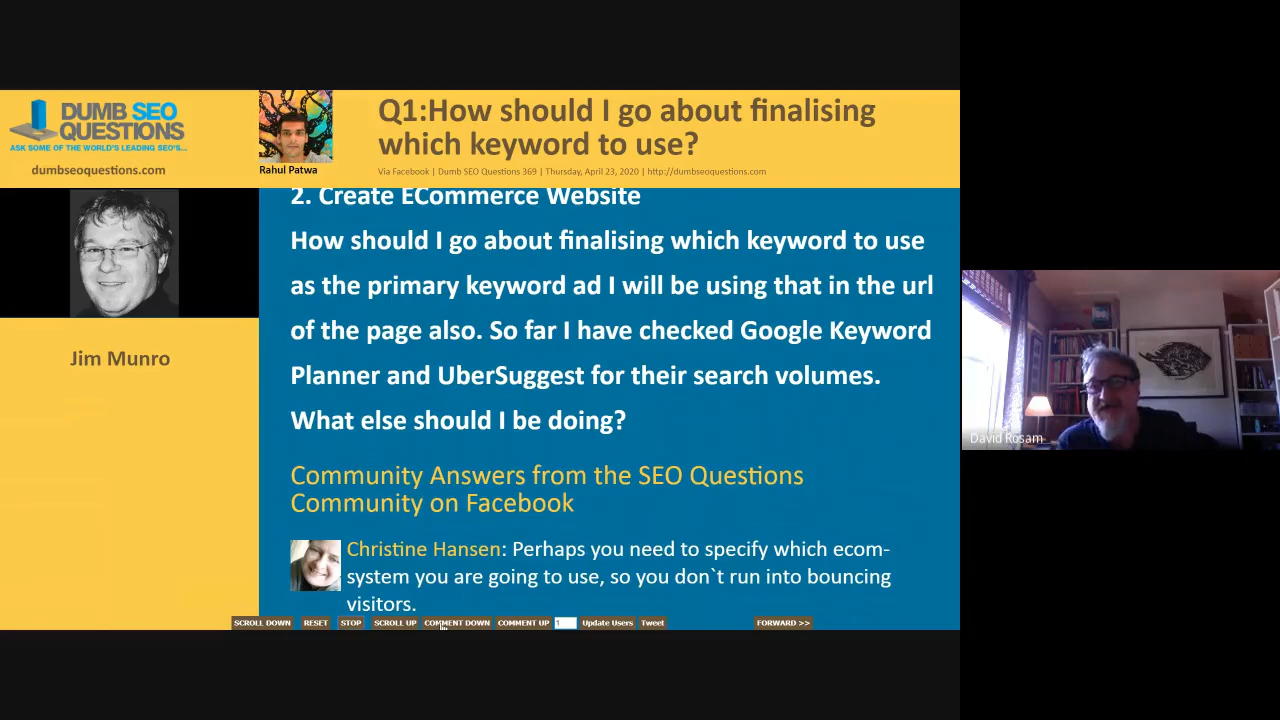 DUMB SEO
QUESTIONS
ASK SOME OF THE WORLD'S LEADING SEO'S...
dumbseoquestions.com
Rahul Patwa
Q1:How should I go about finalising
which keyword to use?
Via Facebook | Dumb SEO Questions 369 | Thursday, April 23, 2020 | http://dumbseoquestions.com
Jim Munro
2. Create ECommerce Website
How should I go about finalising which keyword to use
as the primary keyword ad I will be using that in the url
of the page also. So far I have checked Google Keyword
Planner and UberSuggest for their search volumes.
What else should I be doing?
Community Answers from the SEO Questions
Community on Facebook
Christine Hansen: Perhaps you need to specify which ecom-
system you are going to use, so you don`t run into bouncing
visitors.
SCROLL DOWN RESET STOP SCROLL UP COMMENT DOWN COMMENT UP 1 Update Users Tweet FORWARD >>
David Rosam